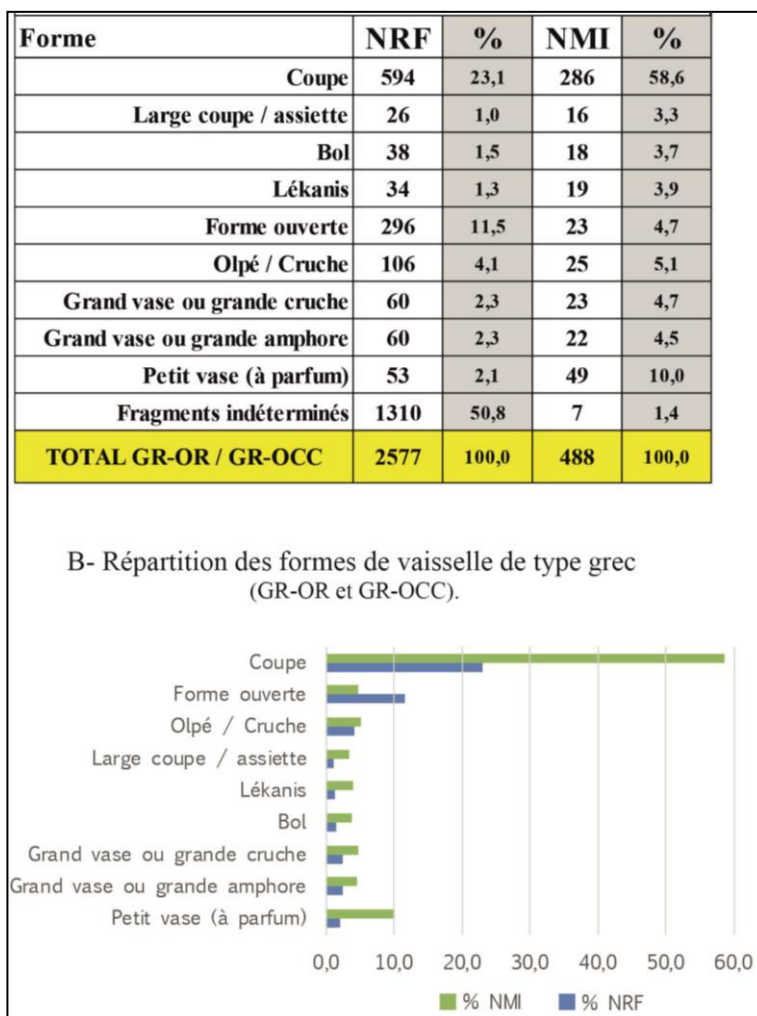 Forme NRF % NMI %
Coupe 594 23,1 286 58,6
Large coupe / assiette 26 1,0 16 3,3
Bol 38 1,5 18 3,7
Lékanis 34 1,3 19 3,9
Forme ouverte 296 11,5 23 4,7
Olpé / Cruche 106 4,1 25 5,1
Grand vase ou grande cruche 60 2,3 23 4,7
Grand vase ou grande amphore 60 2,3 22 4,5
Petit vase (à parfum) 53 2,1 49 10,0
Fragments indéterminés 1310 50,8 7 1,4
TOTAL GR-OR / GR-OCC 2577 100,0 488 100,0
B- Répartition des formes de vaisselle de type grec
(GR-OR et GR-OCC).
Coupe
Forme ouverte
Olpé / Cruche
Large coupe / assiette
Lékanis
Bol
Grand vase ou grande cruche
Grand vase ou grande amphore
Petit vase (à parfum)
0,0 10,0 20,0 30,0 40,0 50,0 60,0
% NMI % NRF